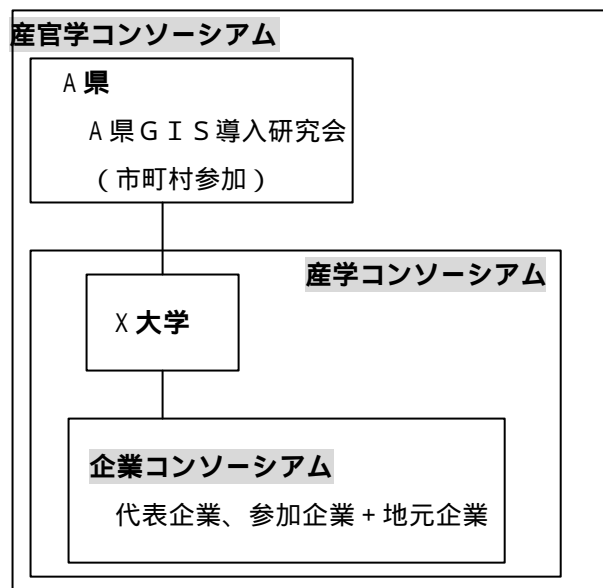 産官学コンソーシアム
A県
A県GIS導入研究会
(市町村参加)
産学コンソーシアム
X大学
企業コンソーシアム
代表企業、参加企業+地元企業